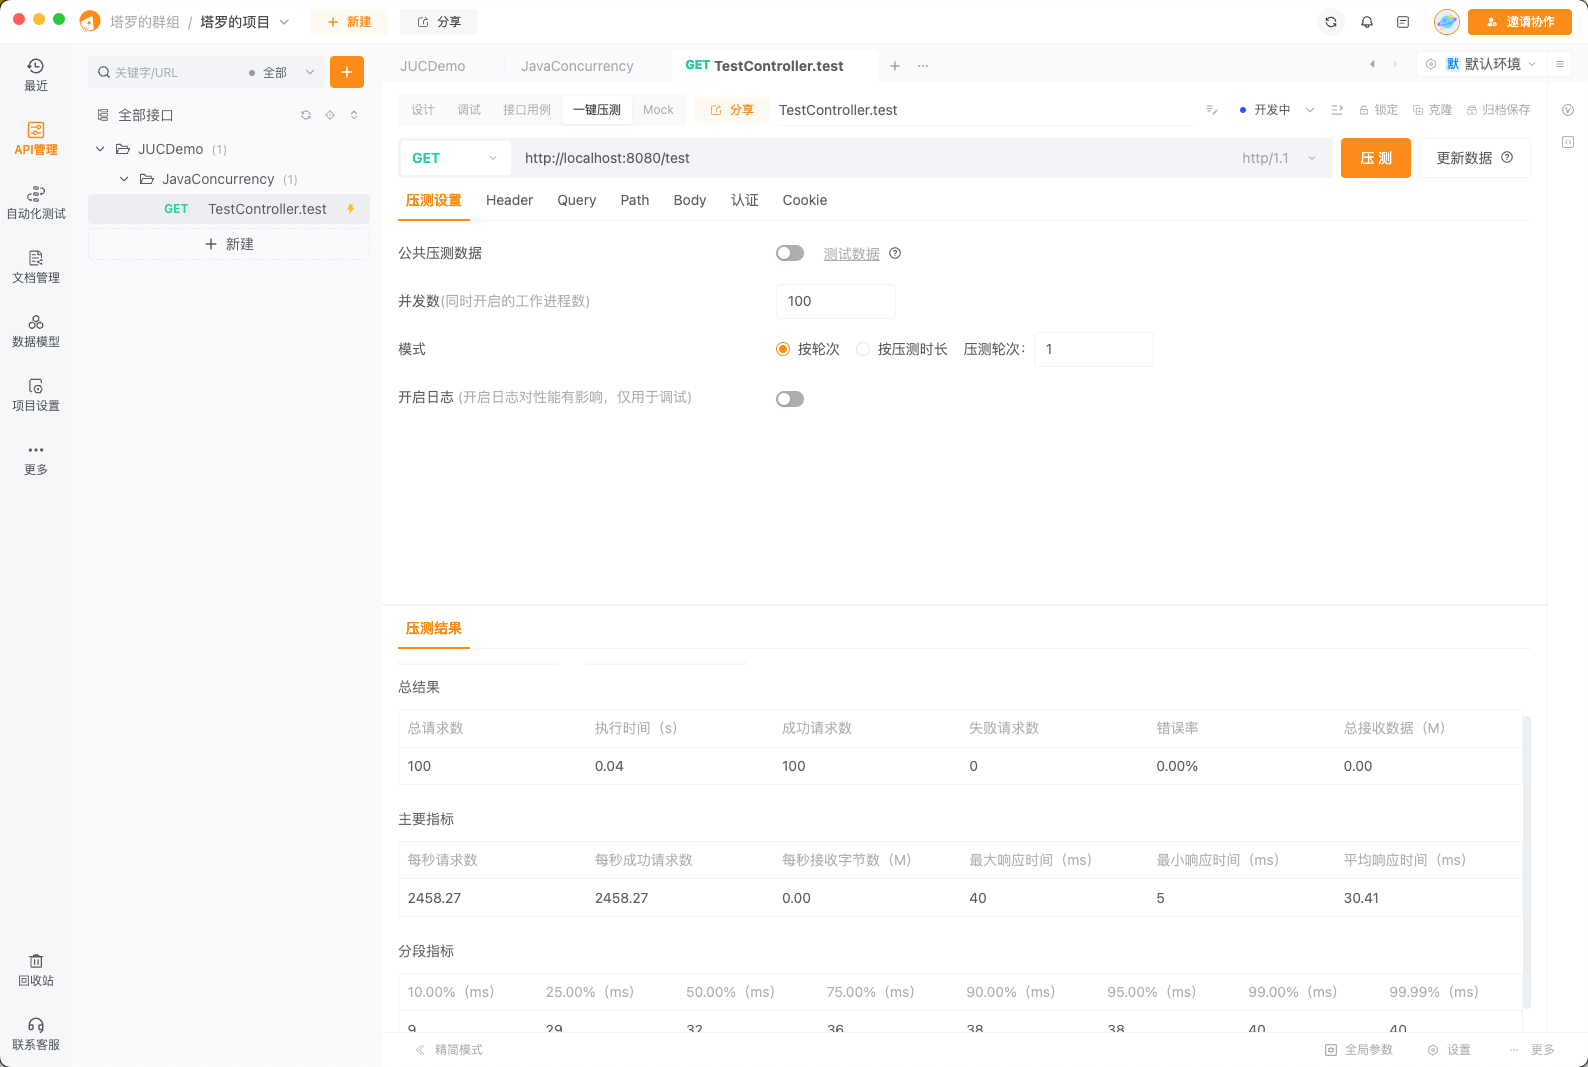 塔罗的群组 / 塔罗的项目
新建
分享
邀请协作
最近
API管理
自动化测试
文档管理
数据模型
项目设置
更多
回收站
联系客服
关键字/URL
全部
全部接口
JUCDemo (1)
JavaConcurrency (1)
GET TestController.test
新建
JUCDemo
JavaConcurrency
GET TestController.test
默 默认环境
设计
调试
接口用例
一键压测
Mock
分享
TestController.test
开发中
锁定
克隆
归档保存
GET
http://localhost:8080/test
http/1.1
压 测
更新数据
压测设置
Header
Query
Path
Body
认证
Cookie
公共压测数据
测试数据
并发数(同时开启的工作进程数)
100
模式
按轮次
按压测时长
压测轮次:
1
开启日志 (开启日志对性能有影响，仅用于调试)
压测结果
总结果
总请求数 执行时间（s） 成功请求数 失败请求数 错误率 总接收数据（M）
100 0.04 100 0 0.00% 0.00
主要指标
每秒请求数 每秒成功请求数 每秒接收字节数（M） 最大响应时间（ms） 最小响应时间（ms） 平均响应时间（ms）
2458.27 2458.27 0.00 40 5 30.41
分段指标
10.00%（ms） 25.00%（ms） 50.00%（ms） 75.00%（ms） 90.00%（ms） 95.00%（ms） 99.00%（ms） 99.99%（ms）
9 29 32 36 38 38 40 40
精简模式
全局参数
设置
更多